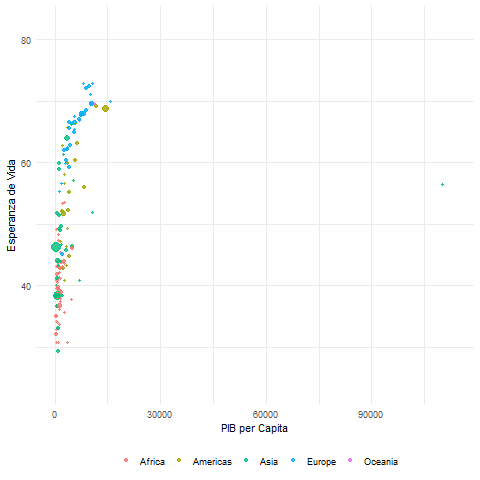 80
60
40
Esperanza de Vida
0 30000 60000 90000
PIB per Capita
Africa Americas Asia Europe Oceania